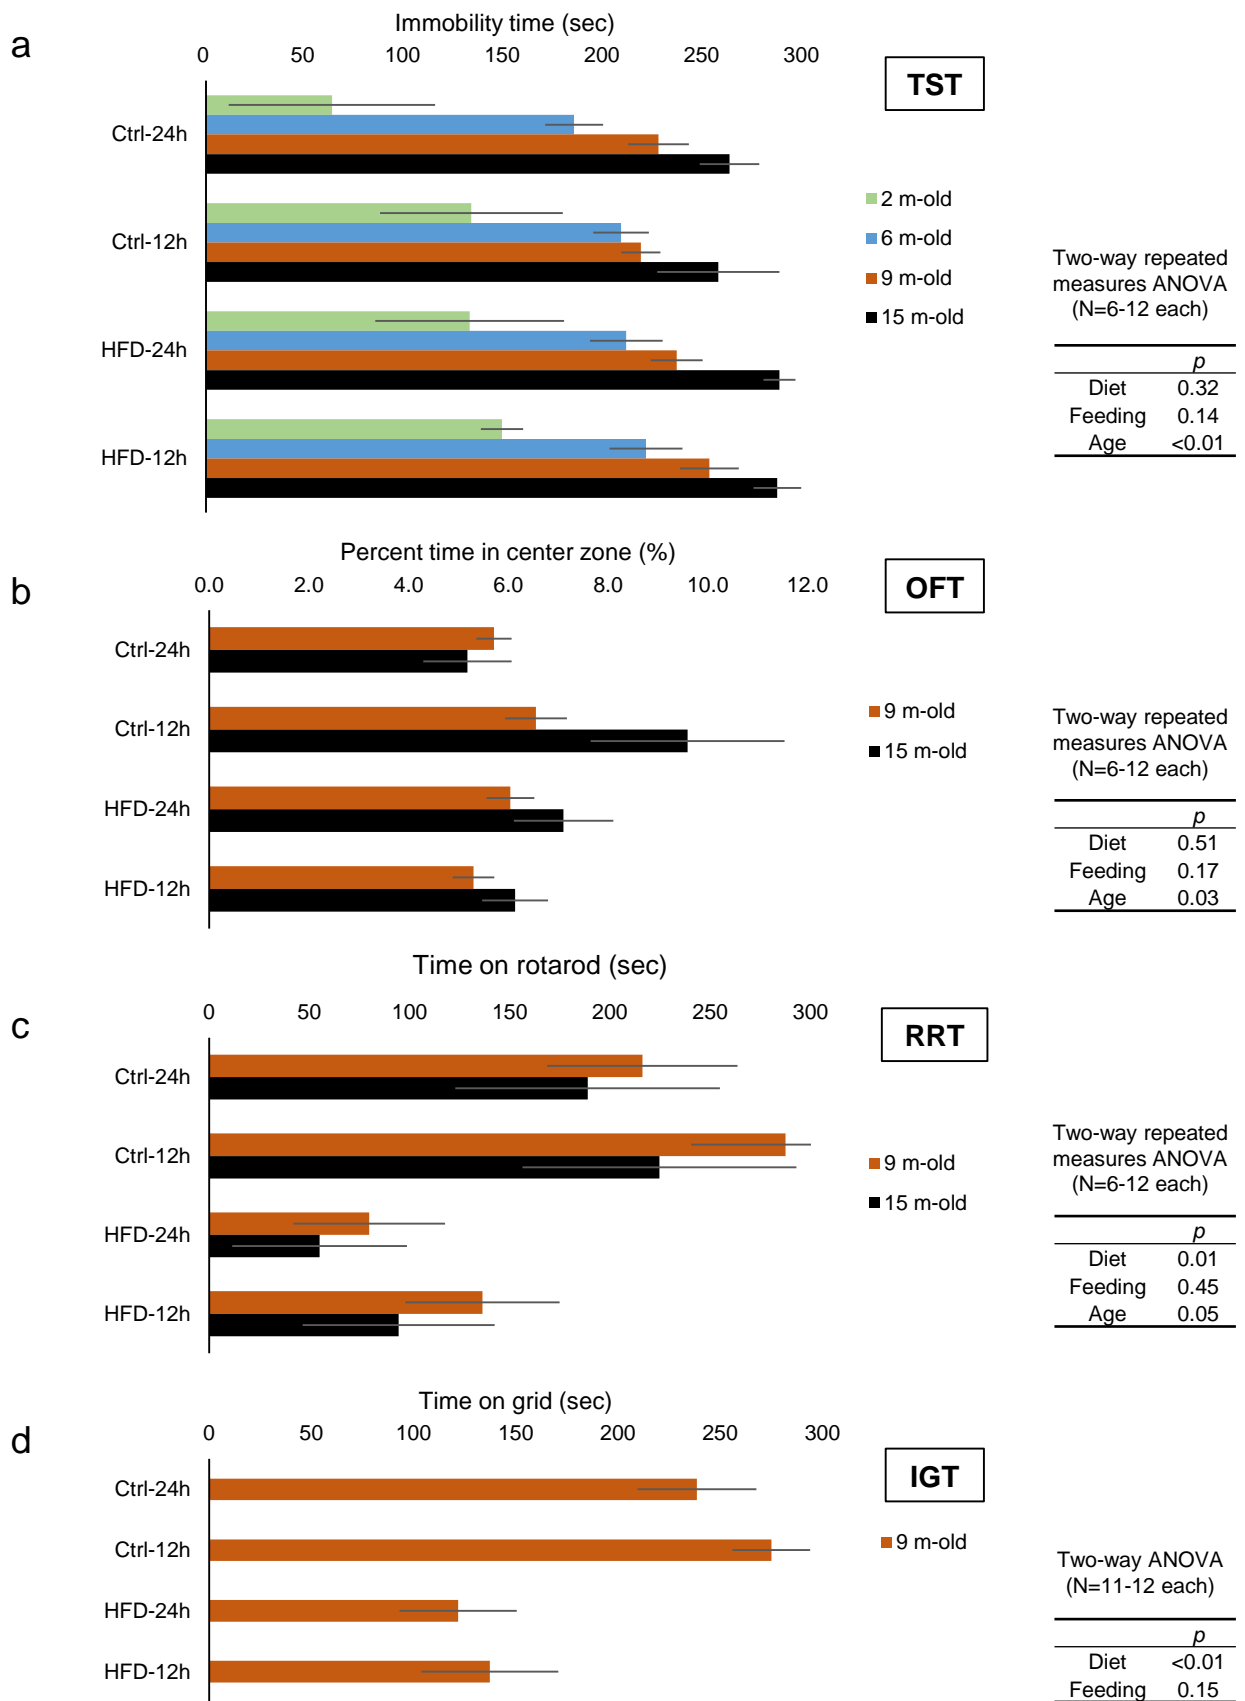 a
Immobility time (sec)
0 50 100 150 200 250 300
TST
Ctrl-24h
Ctrl-12h
HFD-24h
HFD-12h
2 m-old
6 m-old
9 m-old
15 m-old
Two-way repeated
measures ANOVA
(N=6-12 each)
p
Diet 0.32
Feeding 0.14
Age <0.01
b
Percent time in center zone (%)
0.0 2.0 4.0 6.0 8.0 10.0 12.0
OFT
Ctrl-24h
Ctrl-12h
HFD-24h
HFD-12h
9 m-old
15 m-old
Two-way repeated
measures ANOVA
(N=6-12 each)
p
Diet 0.51
Feeding 0.17
Age 0.03
c
Time on rotarod (sec)
0 50 100 150 200 250 300
RRT
Ctrl-24h
Ctrl-12h
HFD-24h
HFD-12h
9 m-old
15 m-old
Two-way repeated
measures ANOVA
(N=6-12 each)
p
Diet 0.01
Feeding 0.45
Age 0.05
d
Time on grid (sec)
0 50 100 150 200 250 300
IGT
Ctrl-24h
Ctrl-12h
HFD-24h
HFD-12h
9 m-old
Two-way ANOVA
(N=11-12 each)
p
Diet <0.01
Feeding 0.15